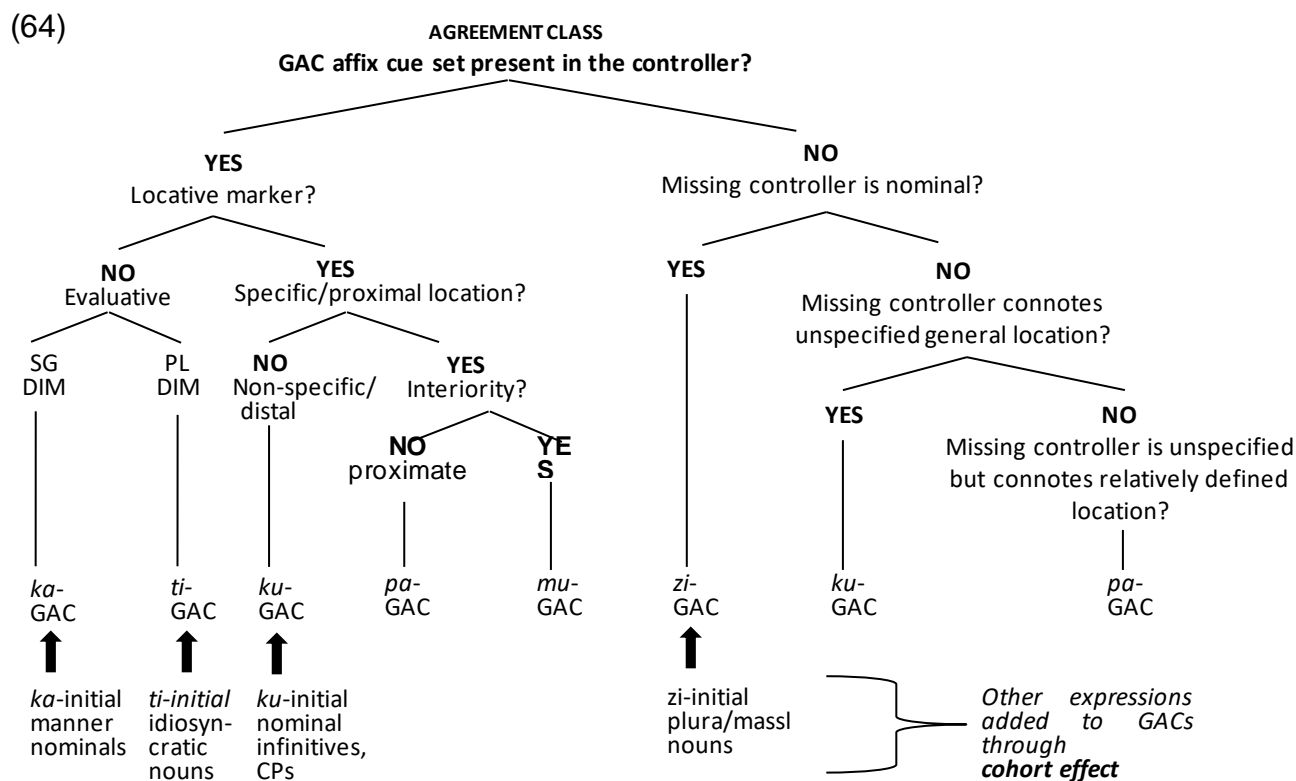 (64)
AGREEMENT CLASS
GAC affix cue set present in the controller?
YES
Locative marker?
NO
Missing controller is nominal?
NO
Evaluative
YES
Specific/proximal location?
YES
NO
Missing controller connotes
unspecified general location?
SG
DIM
PL
DIM
NO
Non-specific/
distal
YES
Interiority?
NO
proximate
YE
S
YES
NO
Missing controller is unspecified
but connotes relatively defined
location?
ka-
GAC
ti-
GAC
ku-
GAC
pa-
GAC
mu-
GAC
zi-
GAC
ku-
GAC
pa-
GAC
ka-initial
manner
nominals
ti-initial
idiosyn-
cratic
nouns
ku-initial
nominal
infinitives,
CPs
zi-initial
plura/massl
nouns
Other expressions
added to GACs
through
cohort effect